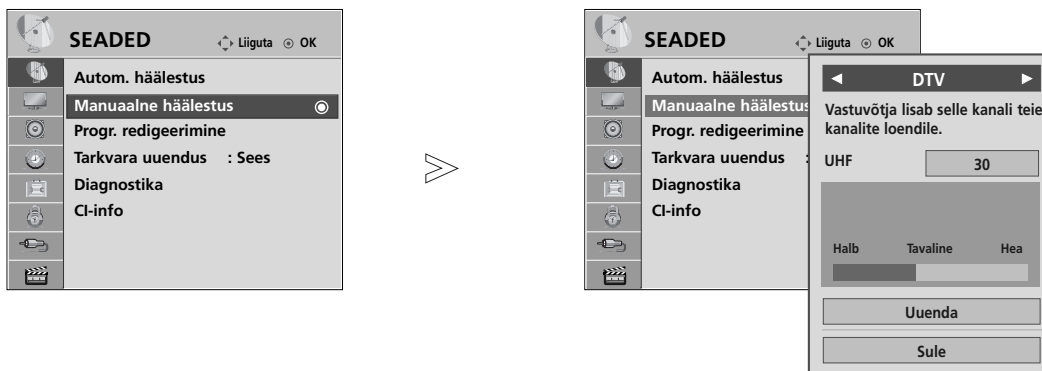 SEADED Liiguta OK
Autom. häälestus
Manuaalne häälestus
Progr. redigeerimine
Tarkvara uuendus : Sees
Diagnostika
CI-info
SEADED Liiguta OK
Autom. häälestus
Manuaalne häälestus
Progr. redigeerimine
Tarkvara uuendus :
Diagnostika
CI-info
DTV
Vastuvõtja lisab selle kanali teie
kanalite loendile.
UHF 30
Halb Tavaline Hea
Uuenda
Sule